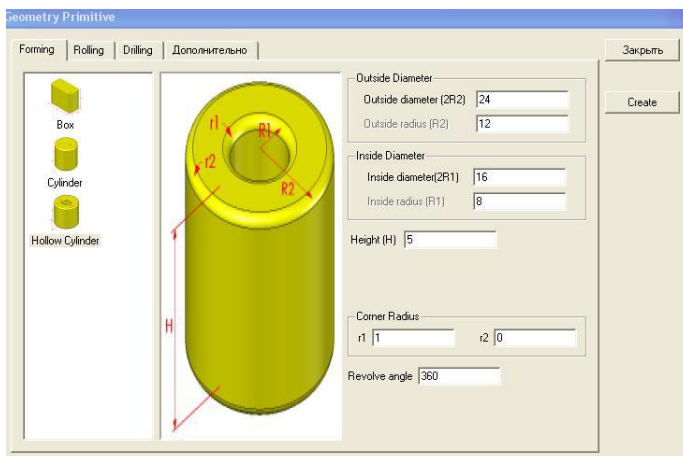 Geometry Primitive
Forming Rolling Drilling Дополнительно
Закрыть
Create
Box
Cylinder
Hollow Cylinder
r1 R1
r2 R2
H
Outside Diameter
Outside diameter (2R2) 24
Outside radius (R2) 12
Inside Diameter
Inside diameter(2R1) 16
Inside radius (R1) 8
Height (H) 5
Corner Radius
r1 1 r2 0
Revolve angle 360